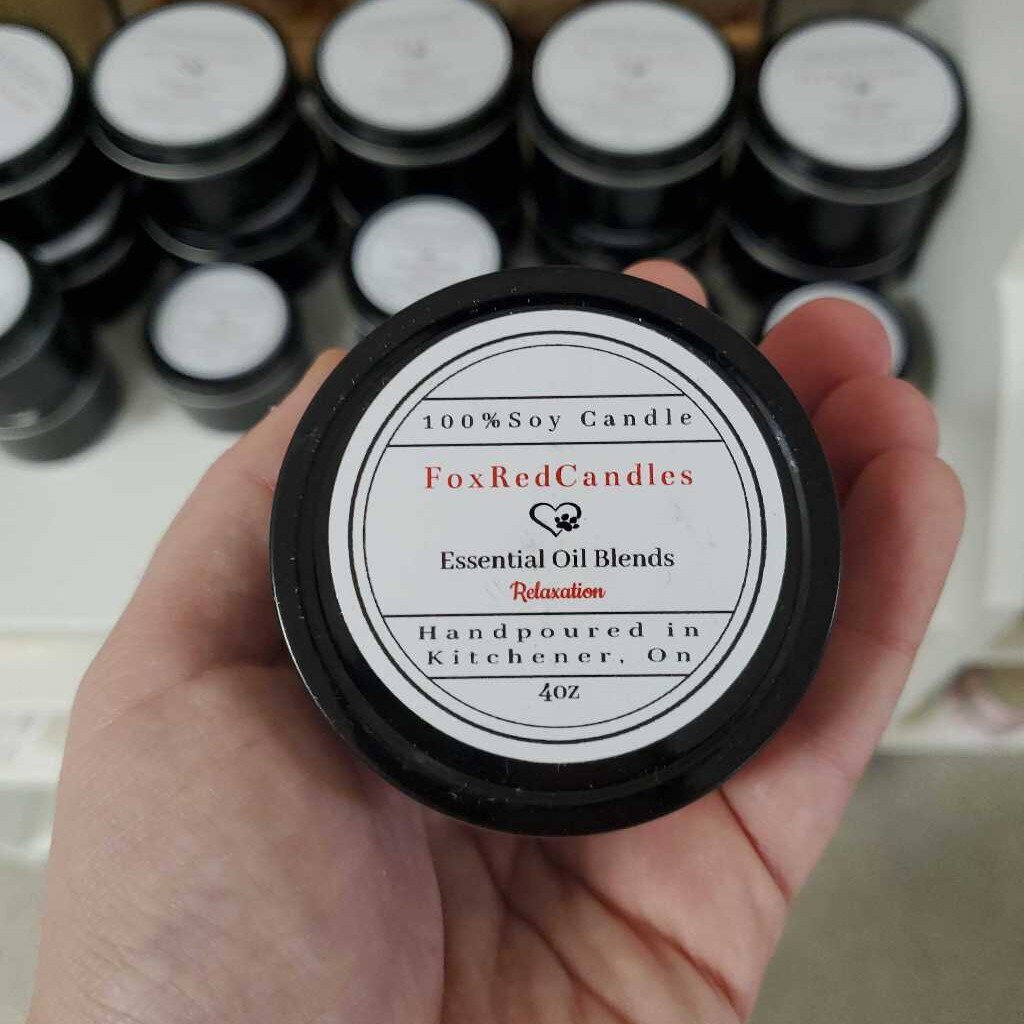 100%Soy Candle
FoxRedCandles
Essential Oil Blends
Relaxation
Handpoured in
Kitchener, On
4oz